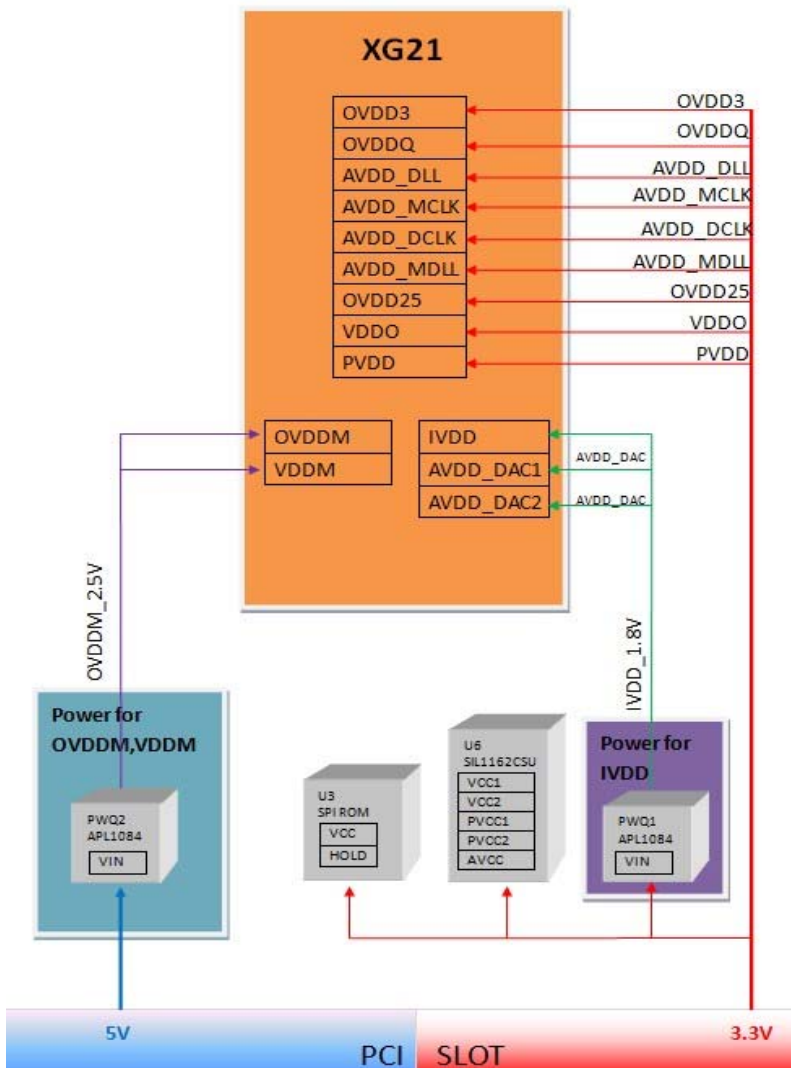 XG21
OVDD3
OVDDQ
AVDD_DLL
AVDD_MCLK
AVDD_DCLK
AVDD_MDLL
OVDD25
VDDO
PVDD
OVDD3
OVDDQ
AVDD_DLL
AVDD_MCLK
AVDD_DCLK
AVDD_MDLL
OVDD25
VDDO
PVDD
OVDDM
VDDM
IVDD
AVDD_DAC1
AVDD_DAC2
AVDD_DAC
AVDD_DAC
OVDDM_2.5V
IVDD_1.8V
Power for
OVDDM,VDDM
PWQ2
APL1084
VIN
U3
SPI ROM
VCC
HOLD
U6
SIL1162CSU
VCC1
VCC2
PVCC1
PVCC2
AVCC
Power for
IVDD
PWQ1
APL1084
VIN
5V
3.3V
PCI SLOT